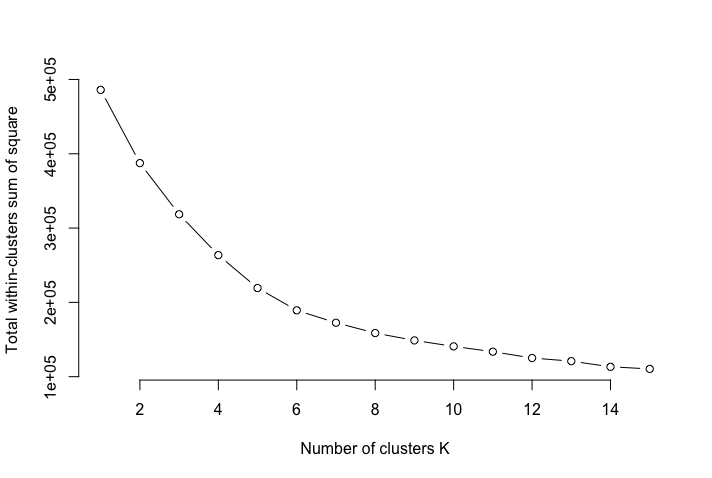 Total within-clusters sum of square
5e+05
4e+05
3e+05
2e+05
1e+05
2 4 6 8 10 12 14
Number of clusters K